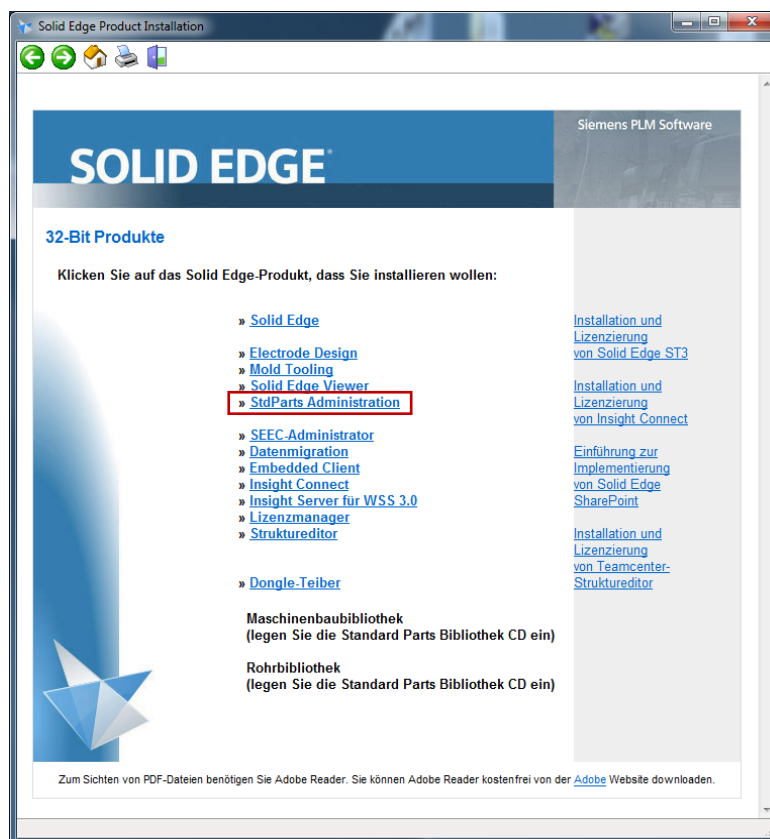 Solid Edge Product Installation
Siemens PLM Software
SOLID EDGE
32-Bit Produkte
Klicken Sie auf das Solid Edge-Produkt, dass Sie installieren wollen:
» Solid Edge
» Electrode Design
» Mold Tooling
» Solid Edge Viewer
» StdParts Administration
» SEEC-Administrator
» Datenmigration
» Embedded Client
» Insight Connect
» Insight Server für WSS 3.0
» Lizenzmanager
» Struktureditor
» Dongle-Teiber
Maschinenbaubibliothek
(legen Sie die Standard Parts Bibliothek CD ein)
Rohrbibliothek
(legen Sie die Standard Parts Bibliothek CD ein)
Installation und
Lizenzierung
von Solid Edge ST3
Installation und
Lizenzierung
von Insight Connect
Einführung zur
Implementierung
von Solid Edge
SharePoint
Installation und
Lizenzierung
von Teamcenter-
Struktureditor
Zum Sichten von PDF-Dateien benötigen Sie Adobe Reader. Sie können Adobe Reader kostenfrei von der Adobe Website downloaden.